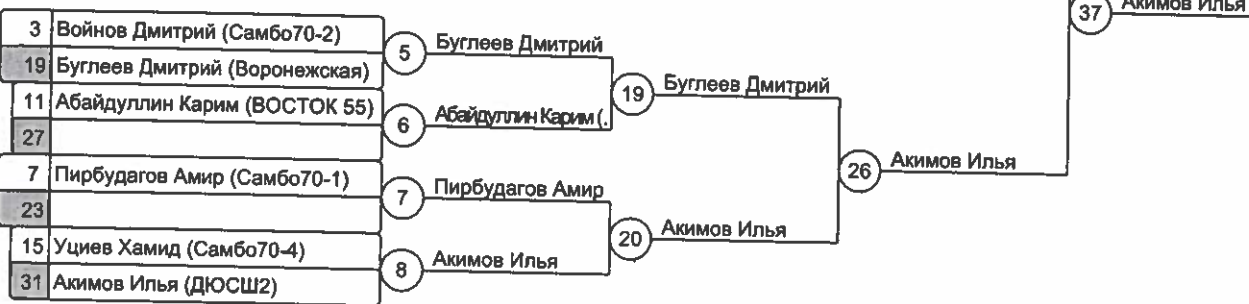 37 Акимов Илья
3 Войнов Дмитрий (Самбо70-2)
19 Буглеев Дмитрий (Воронежская)
5 Буглеев Дмитрий
11 Абайдуллин Карим (ВОСТОК 55)
27
6 Абайдуллин Карим (.
19 Буглеев Дмитрий
7 Пирбудагов Амир (Самбо70-1)
23
7 Пирбудагов Амир
15 Уциев Хамид (Самбо70-4)
31 Акимов Илья (ДЮСШ2)
8 Акимов Илья
20 Акимов Илья
26 Акимов Илья